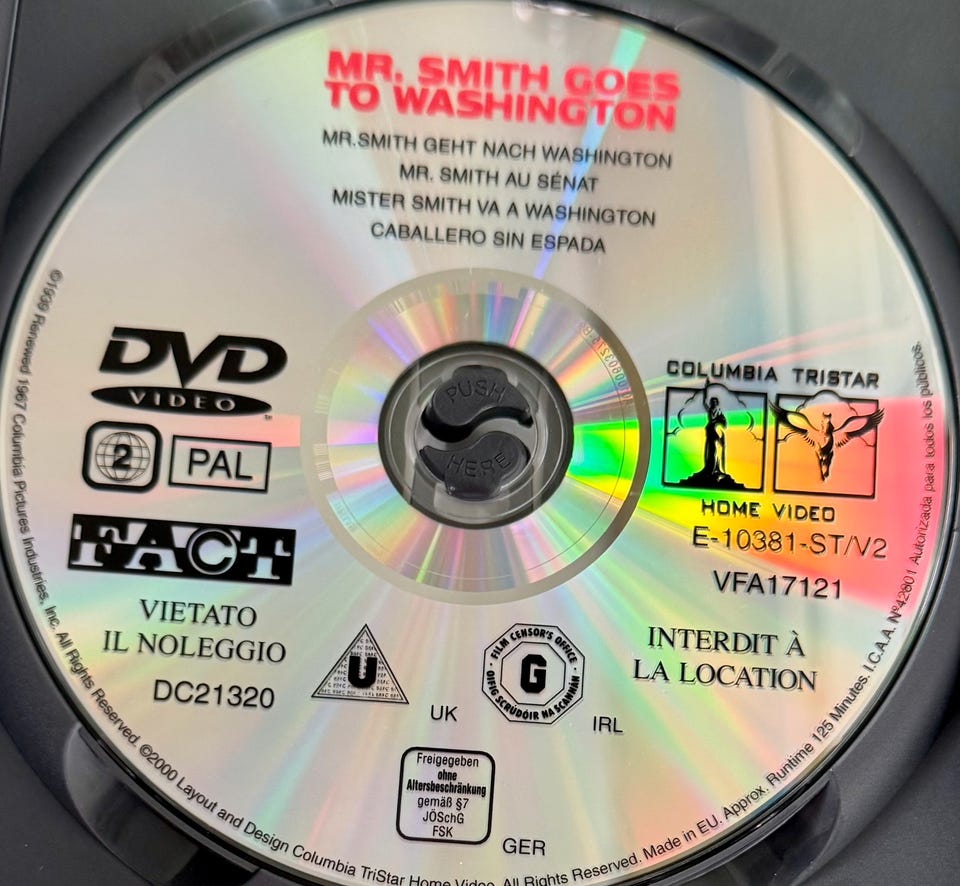 MR. SMITH GOES
TO WASHINGTON
MR.SMITH GEHT NACH WASHINGTON
MR. SMITH AU SÉNAT
MISTER SMITH VA A WASHINGTON
CABALLERO SIN ESPADA
DVD
VIDEO
TM
2
PAL
FACT
VIETATO
IL NOLEGGIO
DC21320
PUSH
HERE
COLUMBIA TRISTAR
HOME VIDEO
E-10381-ST/V2
VFA17121
INTERDIT À
LA LOCATION
U
UK
FILM CENSOR'S OFFICE
G
OIFIG SCRÚDÓIR NA SCANNÁN
IRL
Freigegeben
ohne
Altersbeschränkung
gemäß §7
JÖSchG
FSK
GER
©1939 Renewed 1967 Columbia Pictures Industries, Inc. All Rights Reserved. ©2000 Layout and Design Columbia TriStar Home Video. All Rights Reserved. Made in EU. Approx. Runtime 125 Minutes. I.C.A.A. Nº42801 Autorizada para todos los públicos.